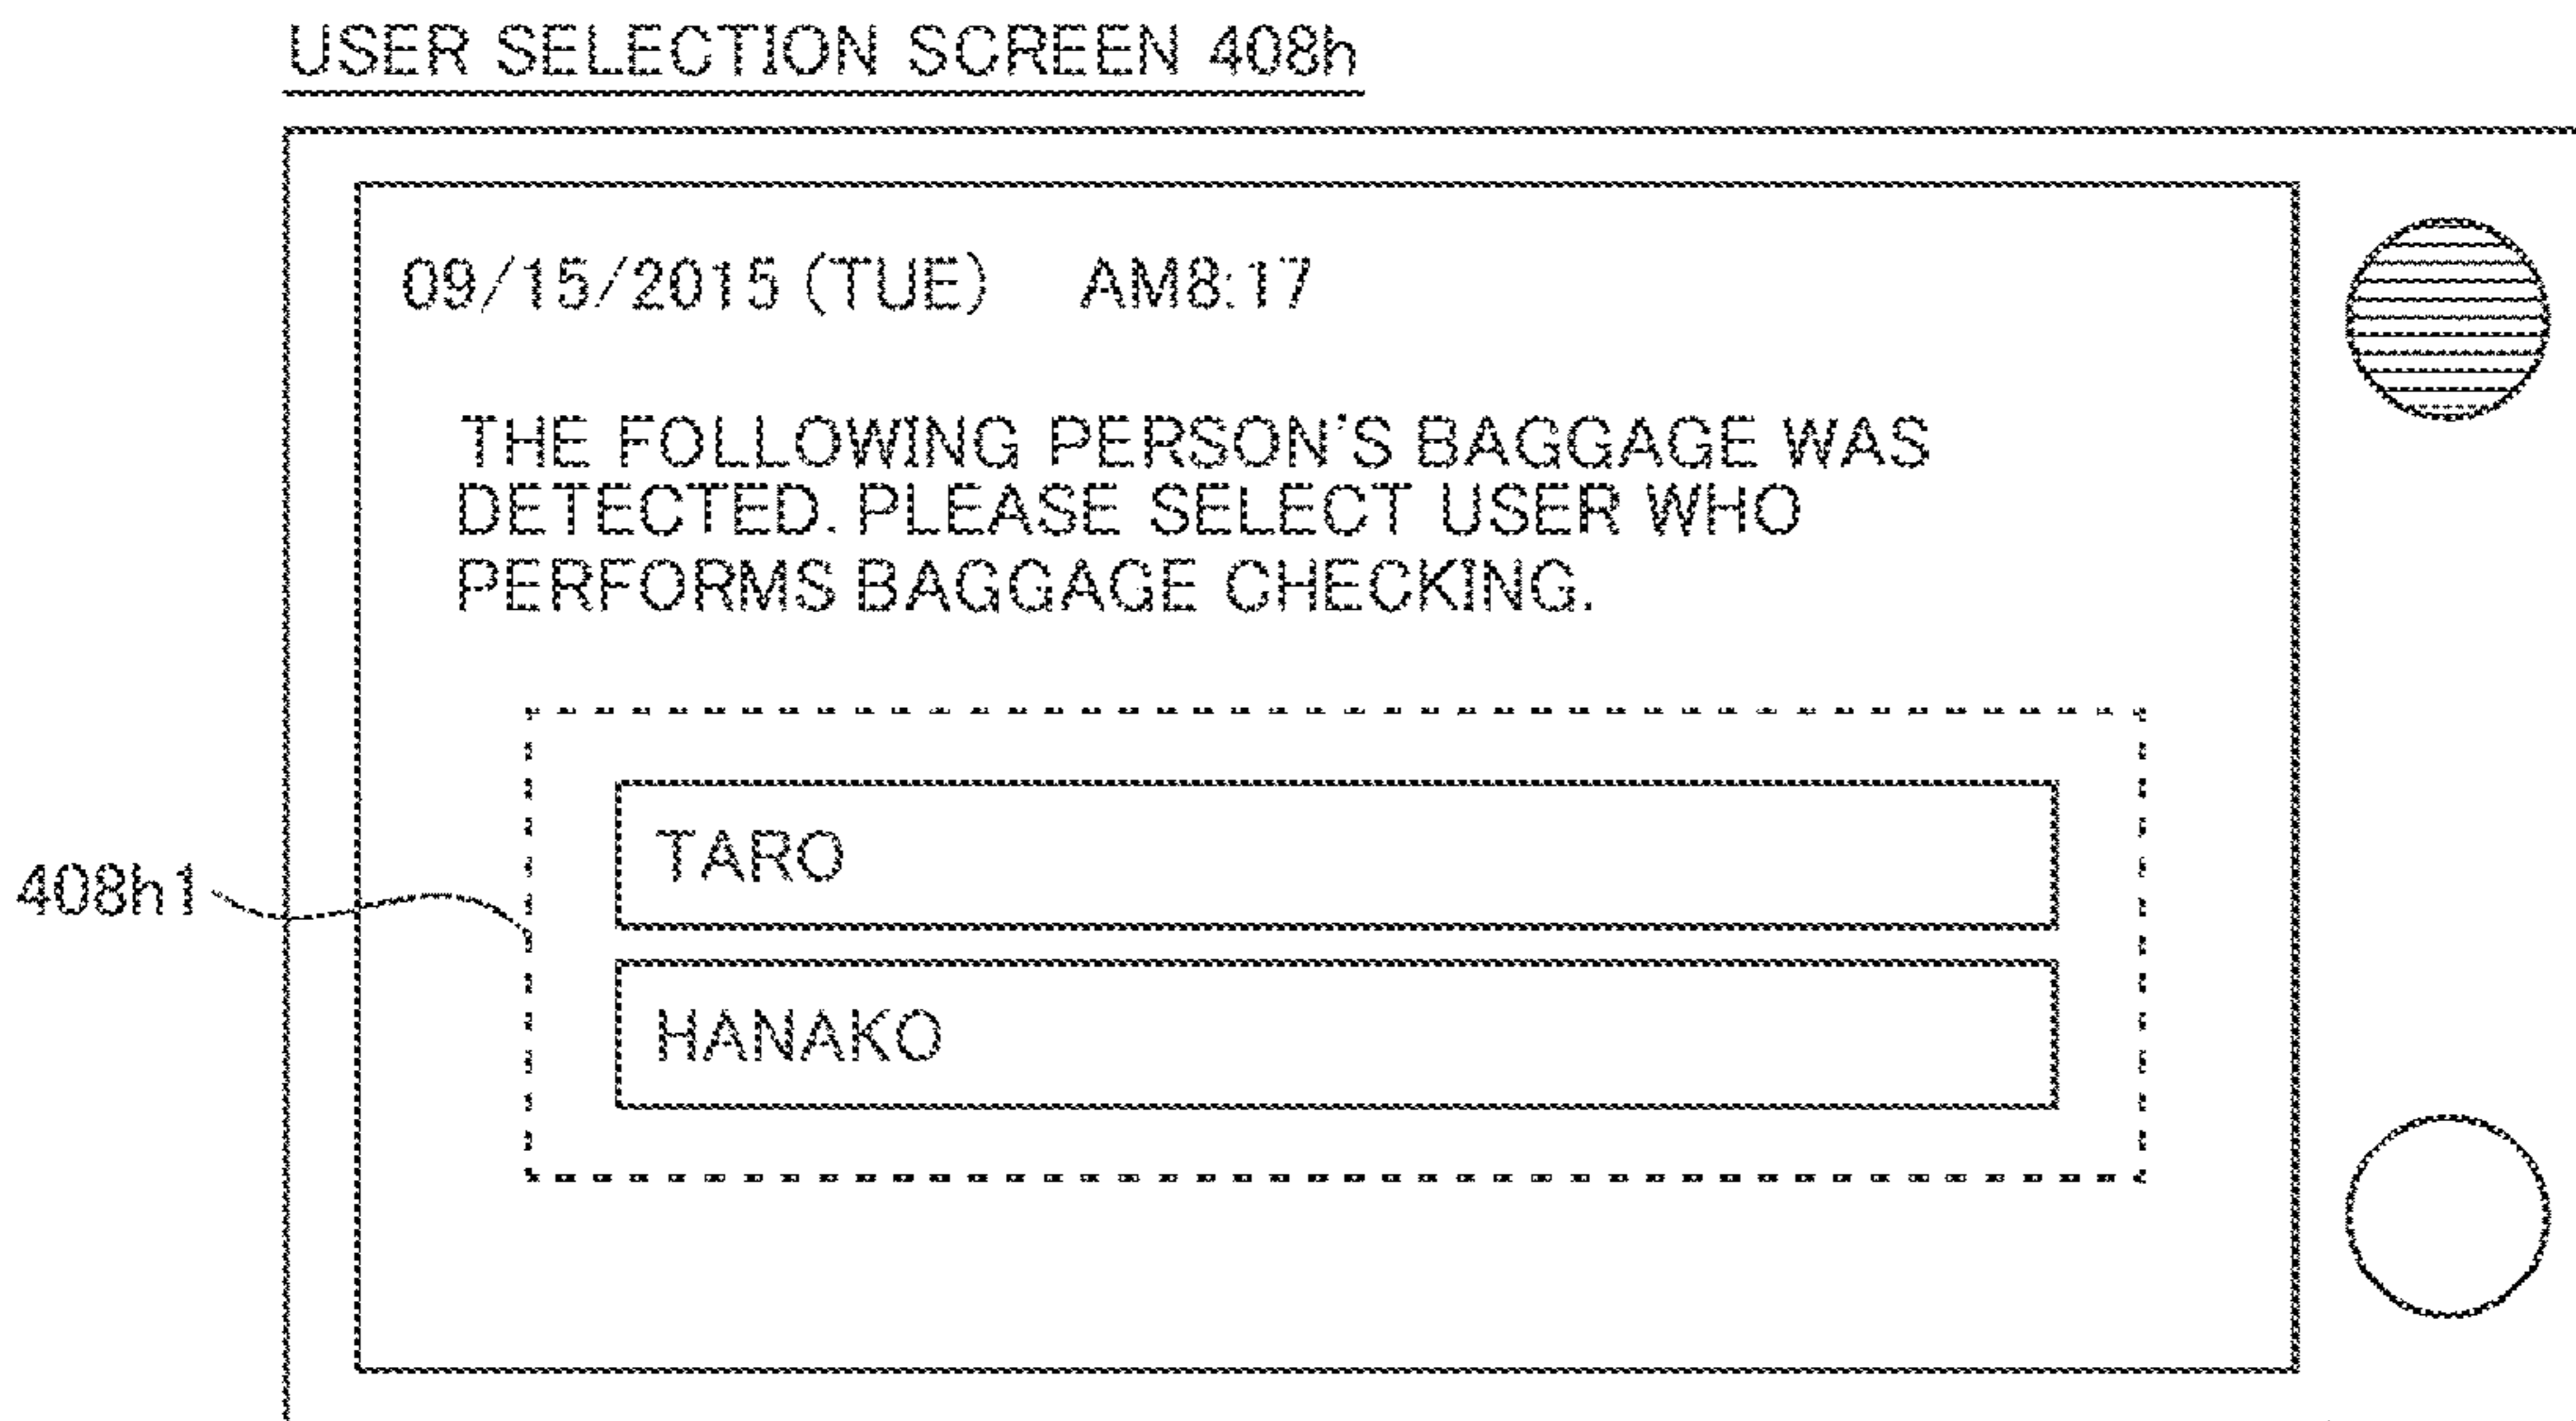 USER SELECTION SCREEN 408h
09/15/2015 (TUE) AM8:17
THE FOLLOWING PERSON'S BAGGAGE WAS
DETECTED. PLEASE SELECT USER WHO
PERFORMS BAGGAGE CHECKING.
TARO
408h1
HANAKO